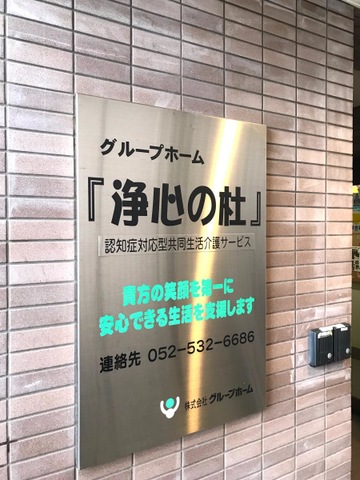 グループホーム
『浄心の杜』
認知症対応型共同生活介護サービス
貴方の笑顔を第一に
安心できる生活を支援します
連絡先 052-532-6686
株式会社 グループホーム